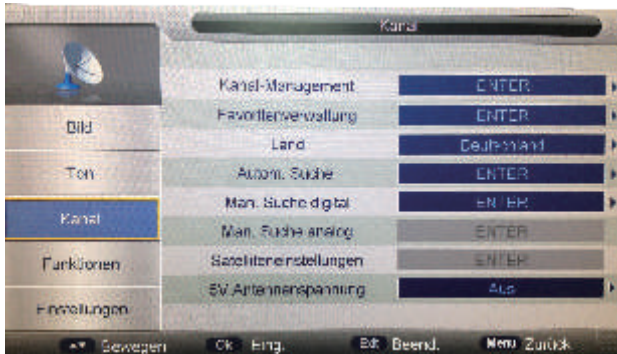 Kanal
Kanal-Management ENTER
Favoritenverwaltung ENTER
Bild
Land Deutschland
Ton
Autom. Suche ENTER
Man. Suche digital ENTER
Kanal
Man. Suche analog ENTER
Funktionen
Satelliteneinstellungen ENTER
5V Antennenspannung Aus
Einstellungen
Bewegen Ok Eing. Exit Beend. Menu Zurück